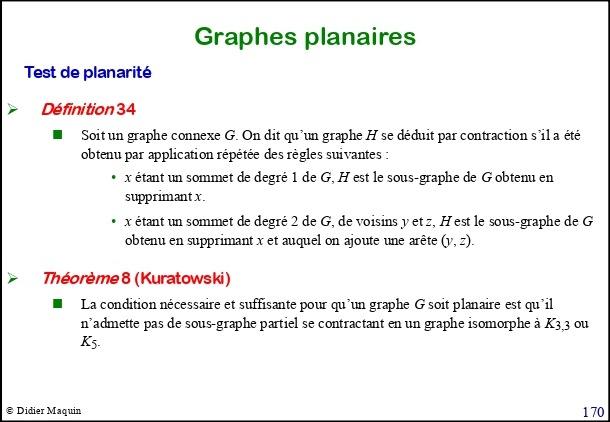 Graphes planaires
Test de planarité
➢ Définition 34
■ Soit un graphe connexe G. On dit qu'un graphe H se déduit par contraction s'il a été
obtenu par application répétée des règles suivantes :
• x étant un sommet de degré 1 de G, H est le sous-graphe de G obtenu en
supprimant x.
• x étant un sommet de degré 2 de G, de voisins y et z, H est le sous-graphe de G
obtenu en supprimant x et auquel on ajoute une arête (y, z).
➢ Théorème 8 (Kuratowski)
■ La condition nécessaire et suffisante pour qu'un graphe G soit planaire est qu'il
n'admette pas de sous-graphe partiel se contractant en un graphe isomorphe à K3,3 ou
K5.
© Didier Maquin
170